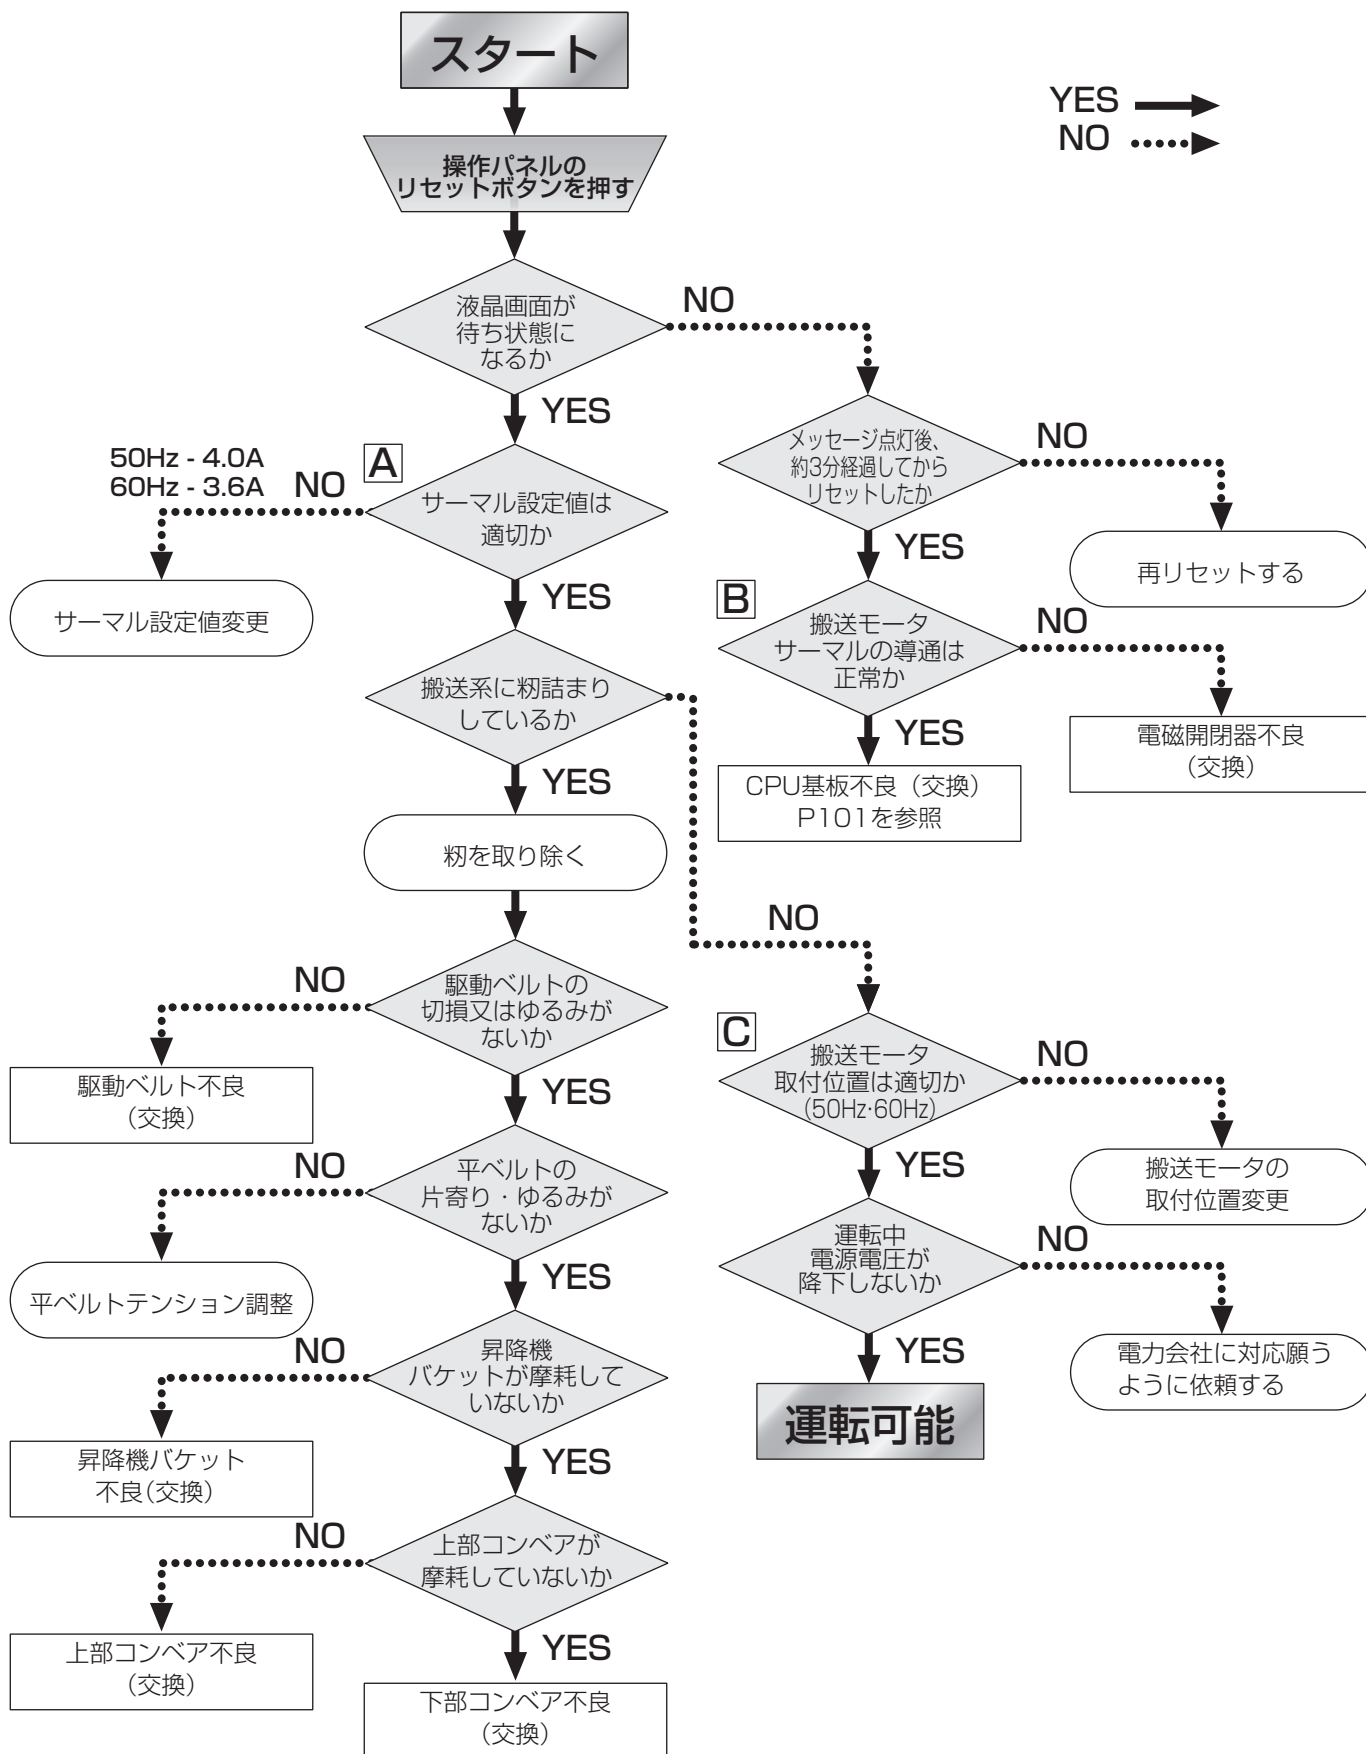 スタート
YES
NO
操作パネルの
リセットボタンを押す
液晶画面が
待ち状態に
なるか
NO
YES
メッセージ点灯後、
約3分経過してから
リセットしたか
NO
YES
再リセットする
50Hz - 4.0A
60Hz - 3.6A
NO
A
サーマル設定値は
適切か
YES
サーマル設定値変更
B
搬送モータ
サーマルの導通は
正常か
NO
YES
電磁開閉器不良
(交換)
CPU基板不良（交換）
P101を参照
搬送系に籾詰まり
しているか
YES
NO
籾を取り除く
駆動ベルトの
切損又はゆるみが
ないか
NO
YES
駆動ベルト不良
(交換)
C
搬送モータ
取付位置は適切か
(50Hz·60Hz)
NO
YES
搬送モータの
取付位置変更
平ベルトの
片寄り・ゆるみが
ないか
NO
YES
平ベルトテンション調整
運転中
電源電圧が
降下しないか
NO
YES
電力会社に対応願う
ように依頼する
運転可能
昇降機
バケットが摩耗して
いないか
NO
YES
昇降機バケット
不良(交換)
上部コンベアが
摩耗していないか
NO
YES
上部コンベア不良
(交換)
下部コンベア不良
(交換)